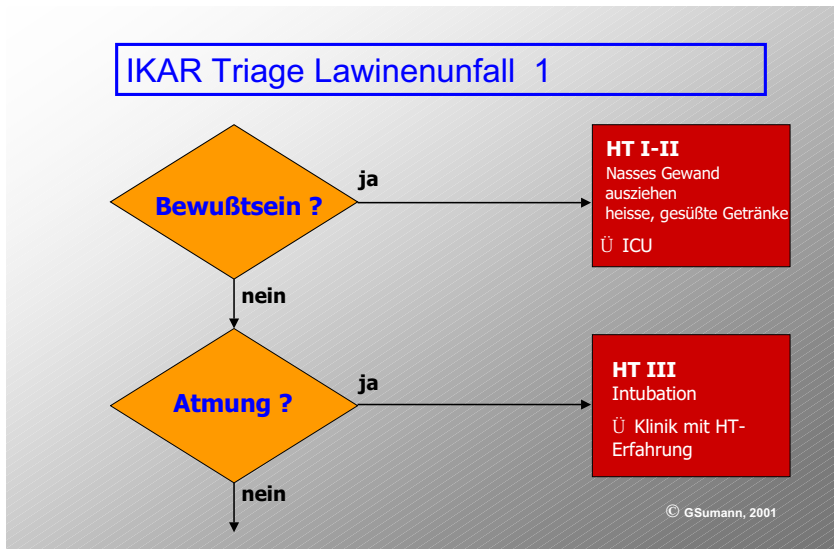 IKAR Triage Lawinenunfall 1
Bewußtsein ?
ja
HT I-II
Nasses Gewand
ausziehen
heisse, gesüßte Getränke
Ü ICU
nein
Atmung ?
ja
HT III
Intubation
Ü Klinik mit HT-
Erfahrung
nein
© GSumann, 2001